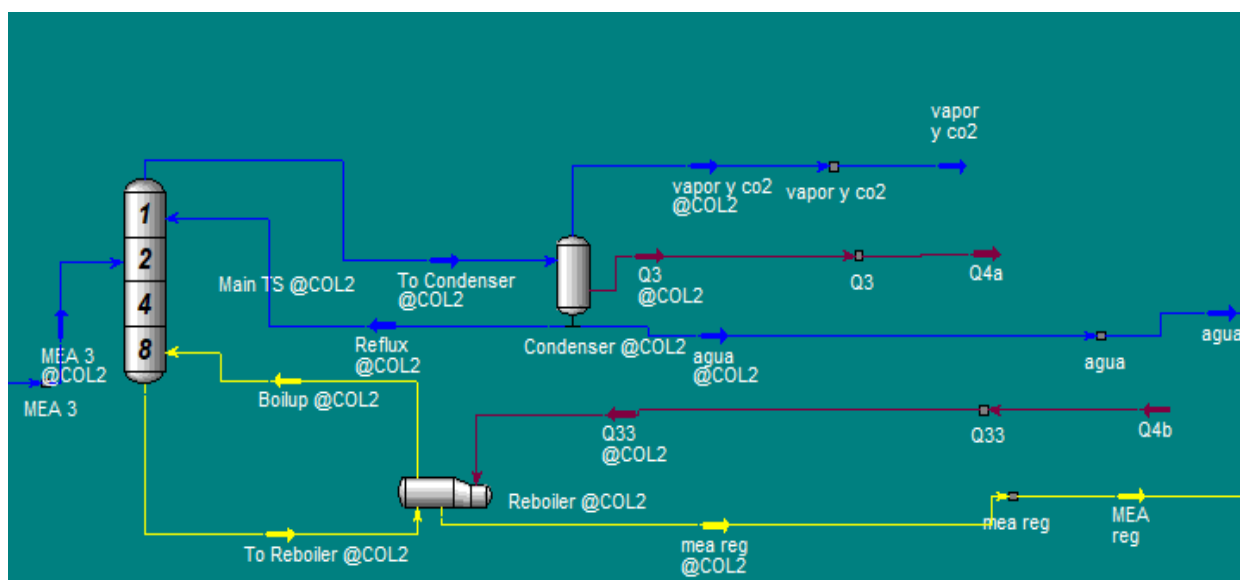 vapor
y co2
vapor y co2
@COL2
vapor y co2
1
2
4
8
Main TS @COL2
To Condenser
@COL2
Q3
@COL2
Q3
Q4a
MEA 3
@COL2
MEA 3
Reflux
@COL2
Condenser @COL2
agua
@COL2
agua
agua
Boilup @COL2
Q33
@COL2
Q33
Q4b
Reboiler @COL2
To Reboiler @COL2
mea reg
@COL2
mea reg
MEA
reg